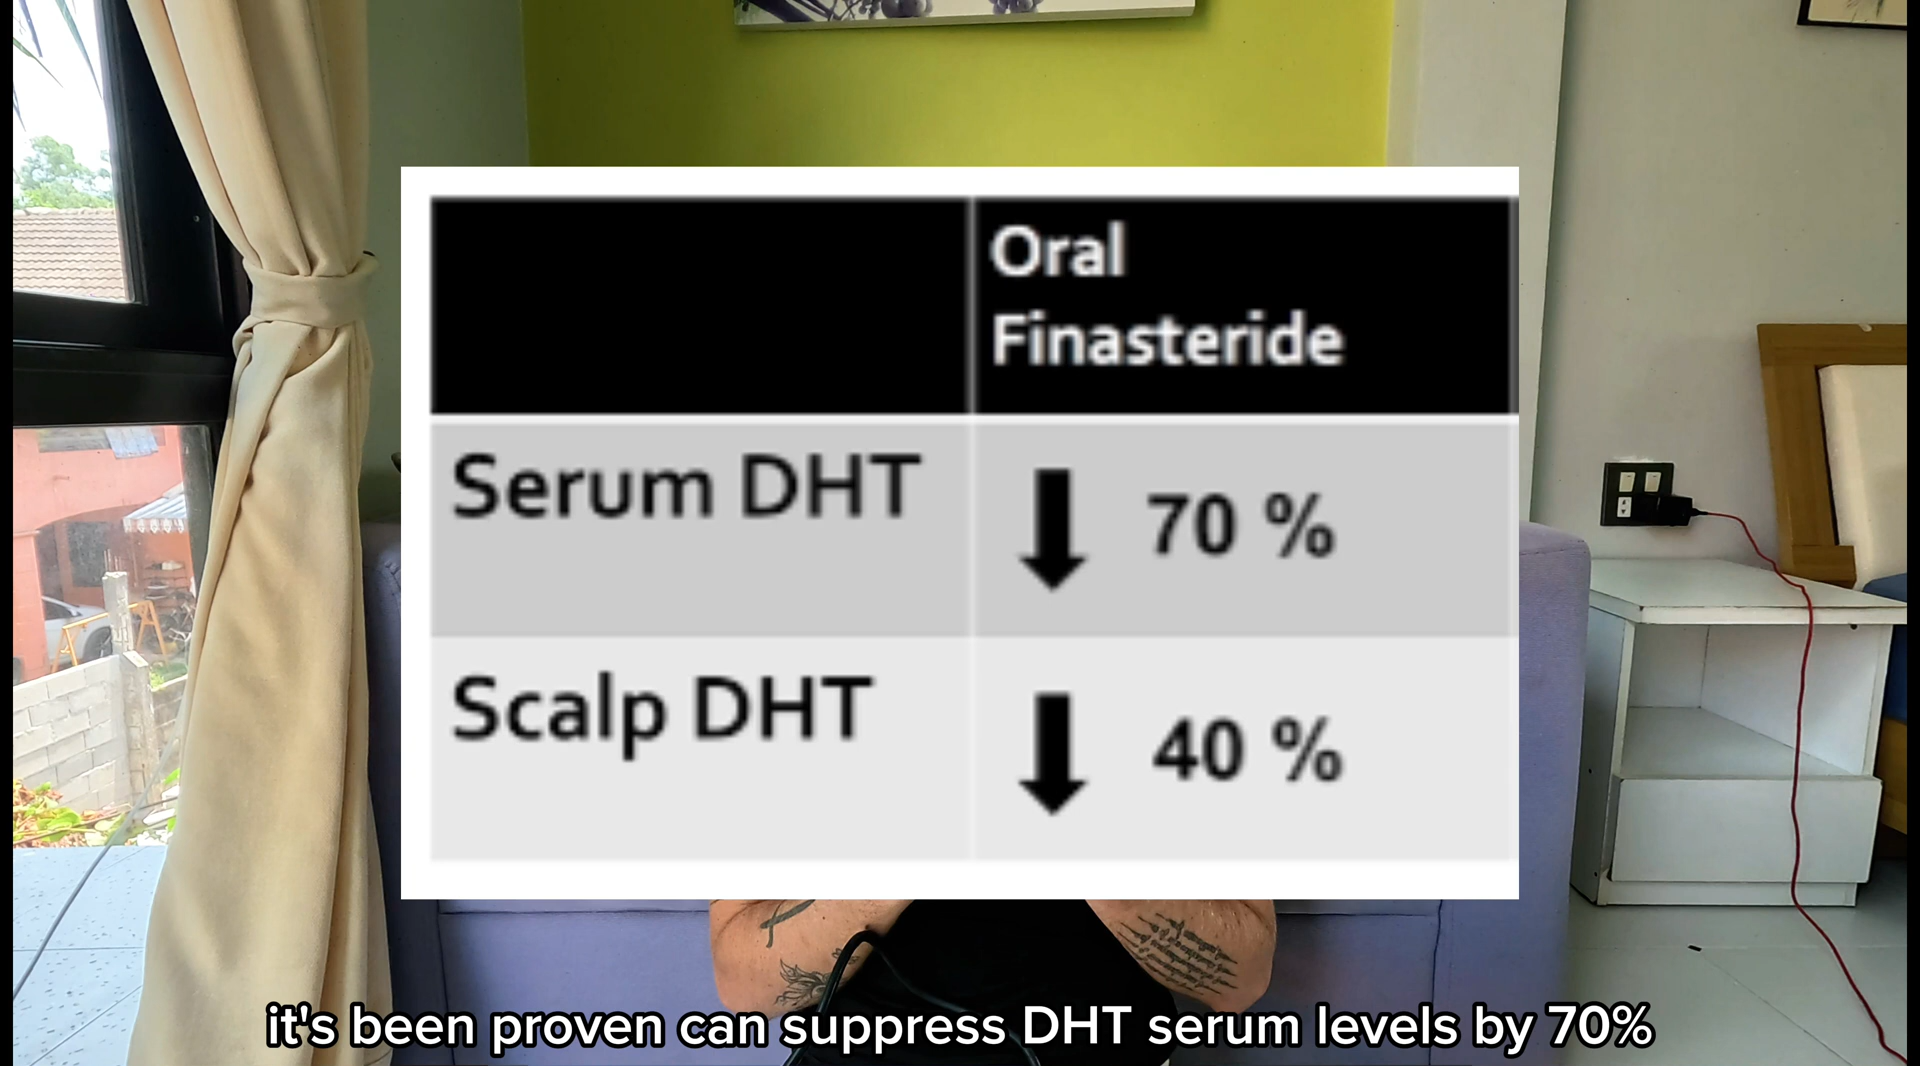 Oral
Finasteride
Serum DHT
70 %
Scalp DHT
40 %
it's been proven can suppress DHT serum levels by 70%